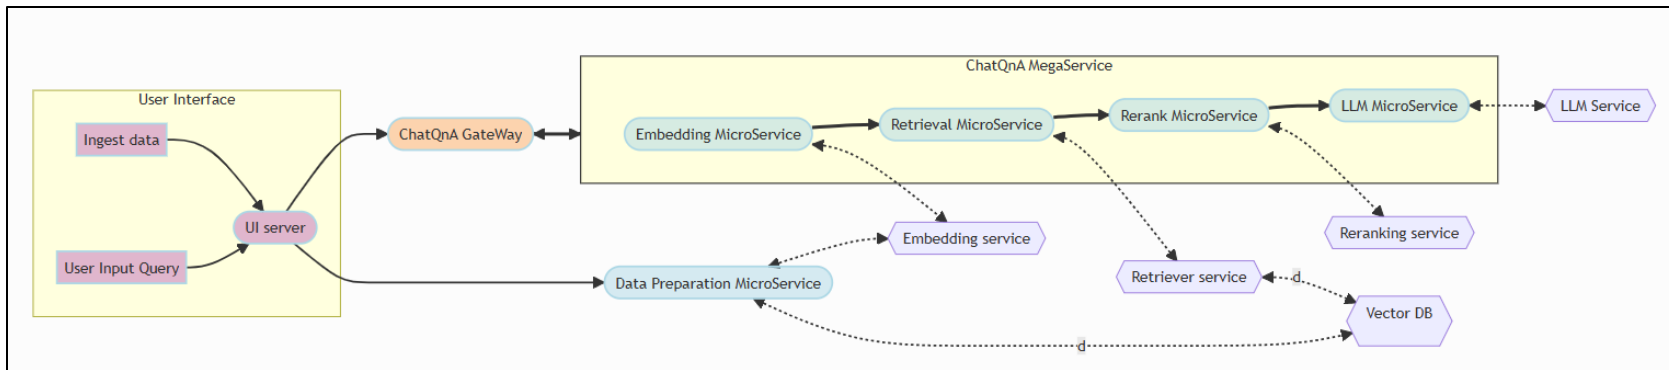 User Interface
Ingest data
User Input Query
UI server
ChatQnA GateWay
ChatQnA MegaService
Embedding MicroService
Retrieval MicroService
Rerank MicroService
LLM MicroService
LLM Service
Embedding service
Data Preparation MicroService
Retriever service
Reranking service
d
Vector DB
d